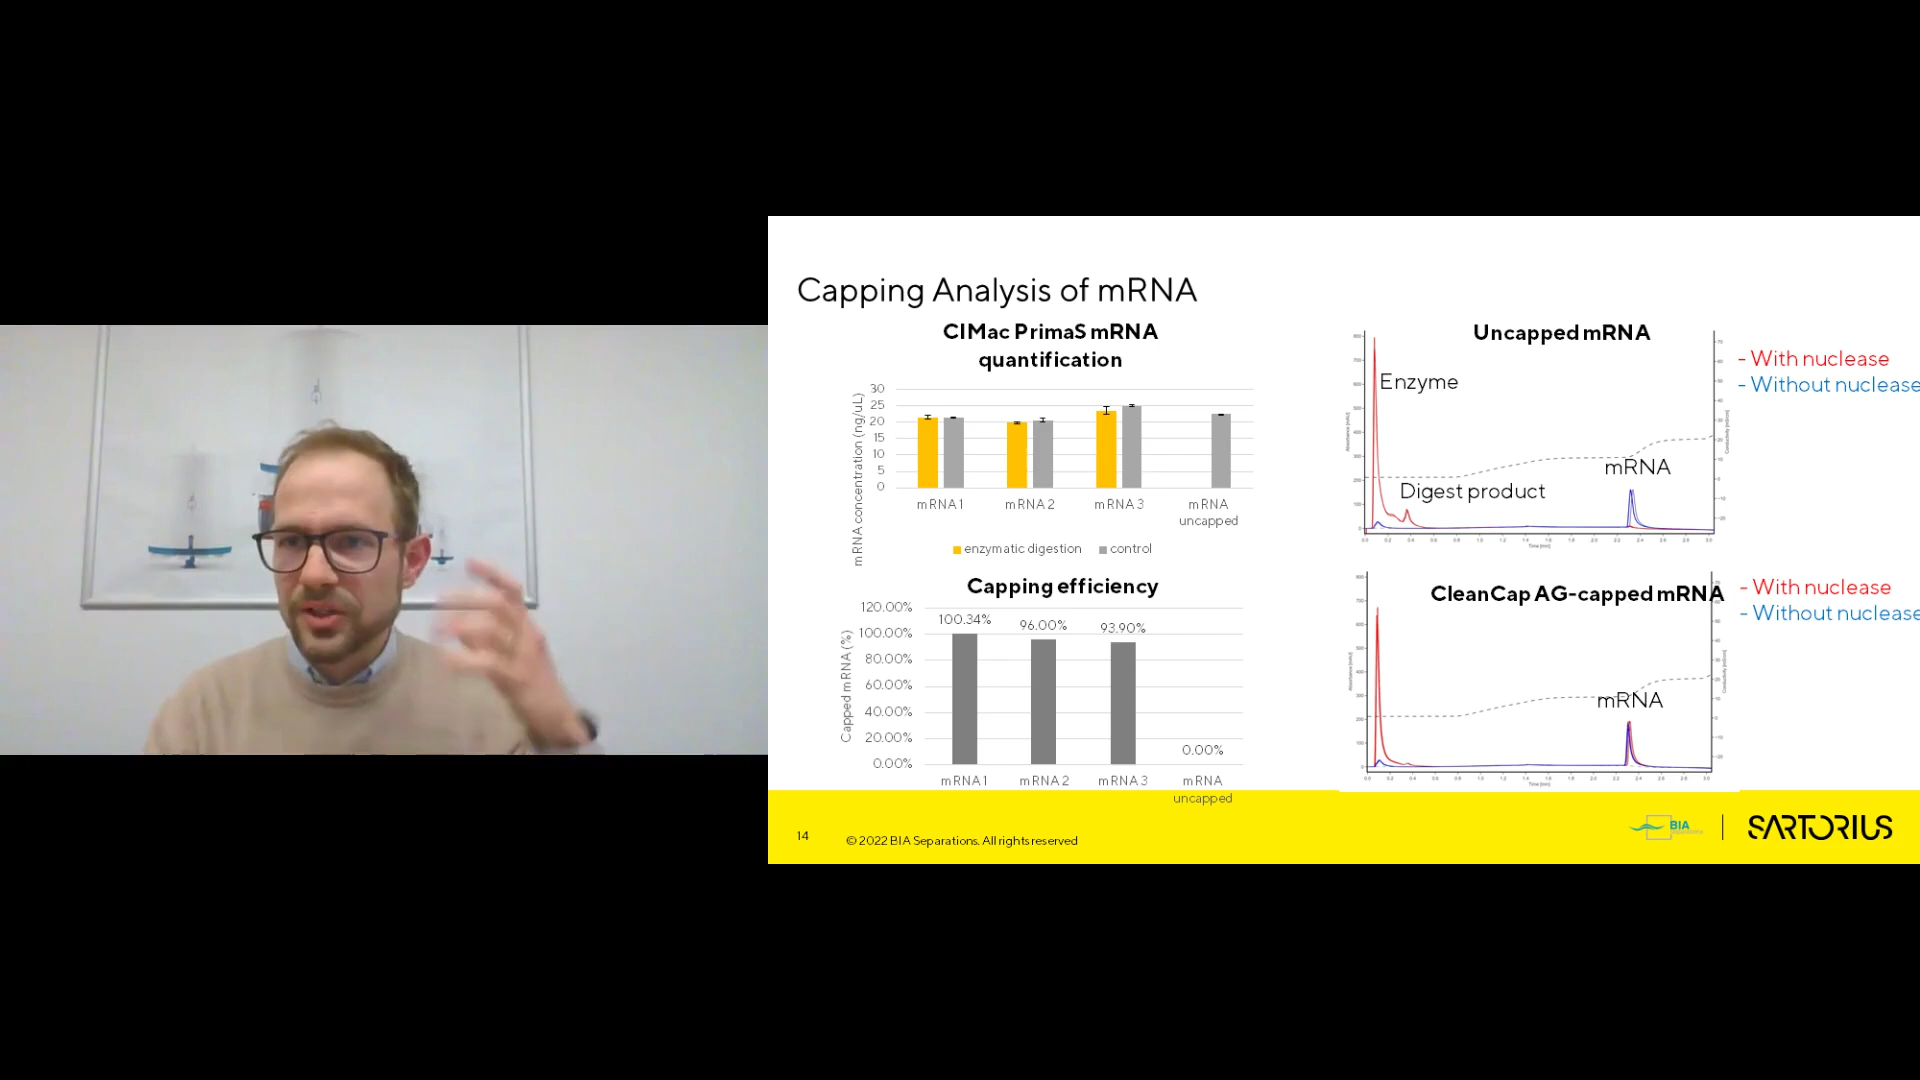 Capping Analysis of mRNA
CIMac PrimaS mRNA
quantification
mRNA concentration (ng/uL)
30
25
20
15
10
5
0
mRNA 1
mRNA 2
mRNA 3
mRNA
uncapped
enzymatic digestion
control
Capping efficiency
Capped mRNA (%)
120.00%
100.00%
80.00%
60.00%
40.00%
20.00%
0.00%
100.34%
96.00%
93.90%
0.00%
mRNA 1
mRNA 2
mRNA 3
mRNA
uncapped
Uncapped mRNA
- With nuclease
- Without nuclease
Enzyme
Digest product
mRNA
CleanCap AG-capped mRNA
- With nuclease
- Without nuclease
mRNA
14
© 2022 BIA Separations. All rights reserved
BIA
SARTORIUS